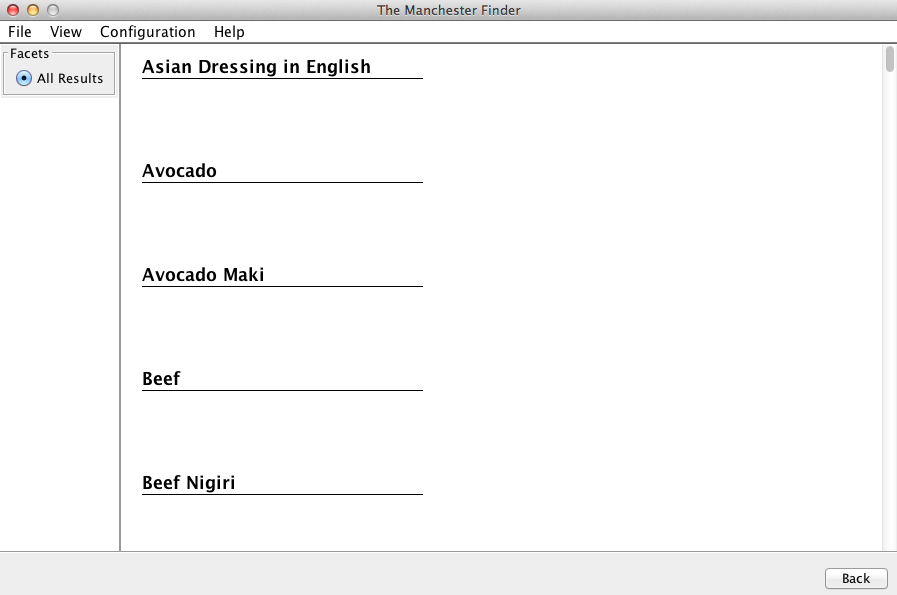 The Manchester Finder
File View Configuration Help
Facets
All Results
Asian Dressing in English
Avocado
Avocado Maki
Beef
Beef Nigiri
Back